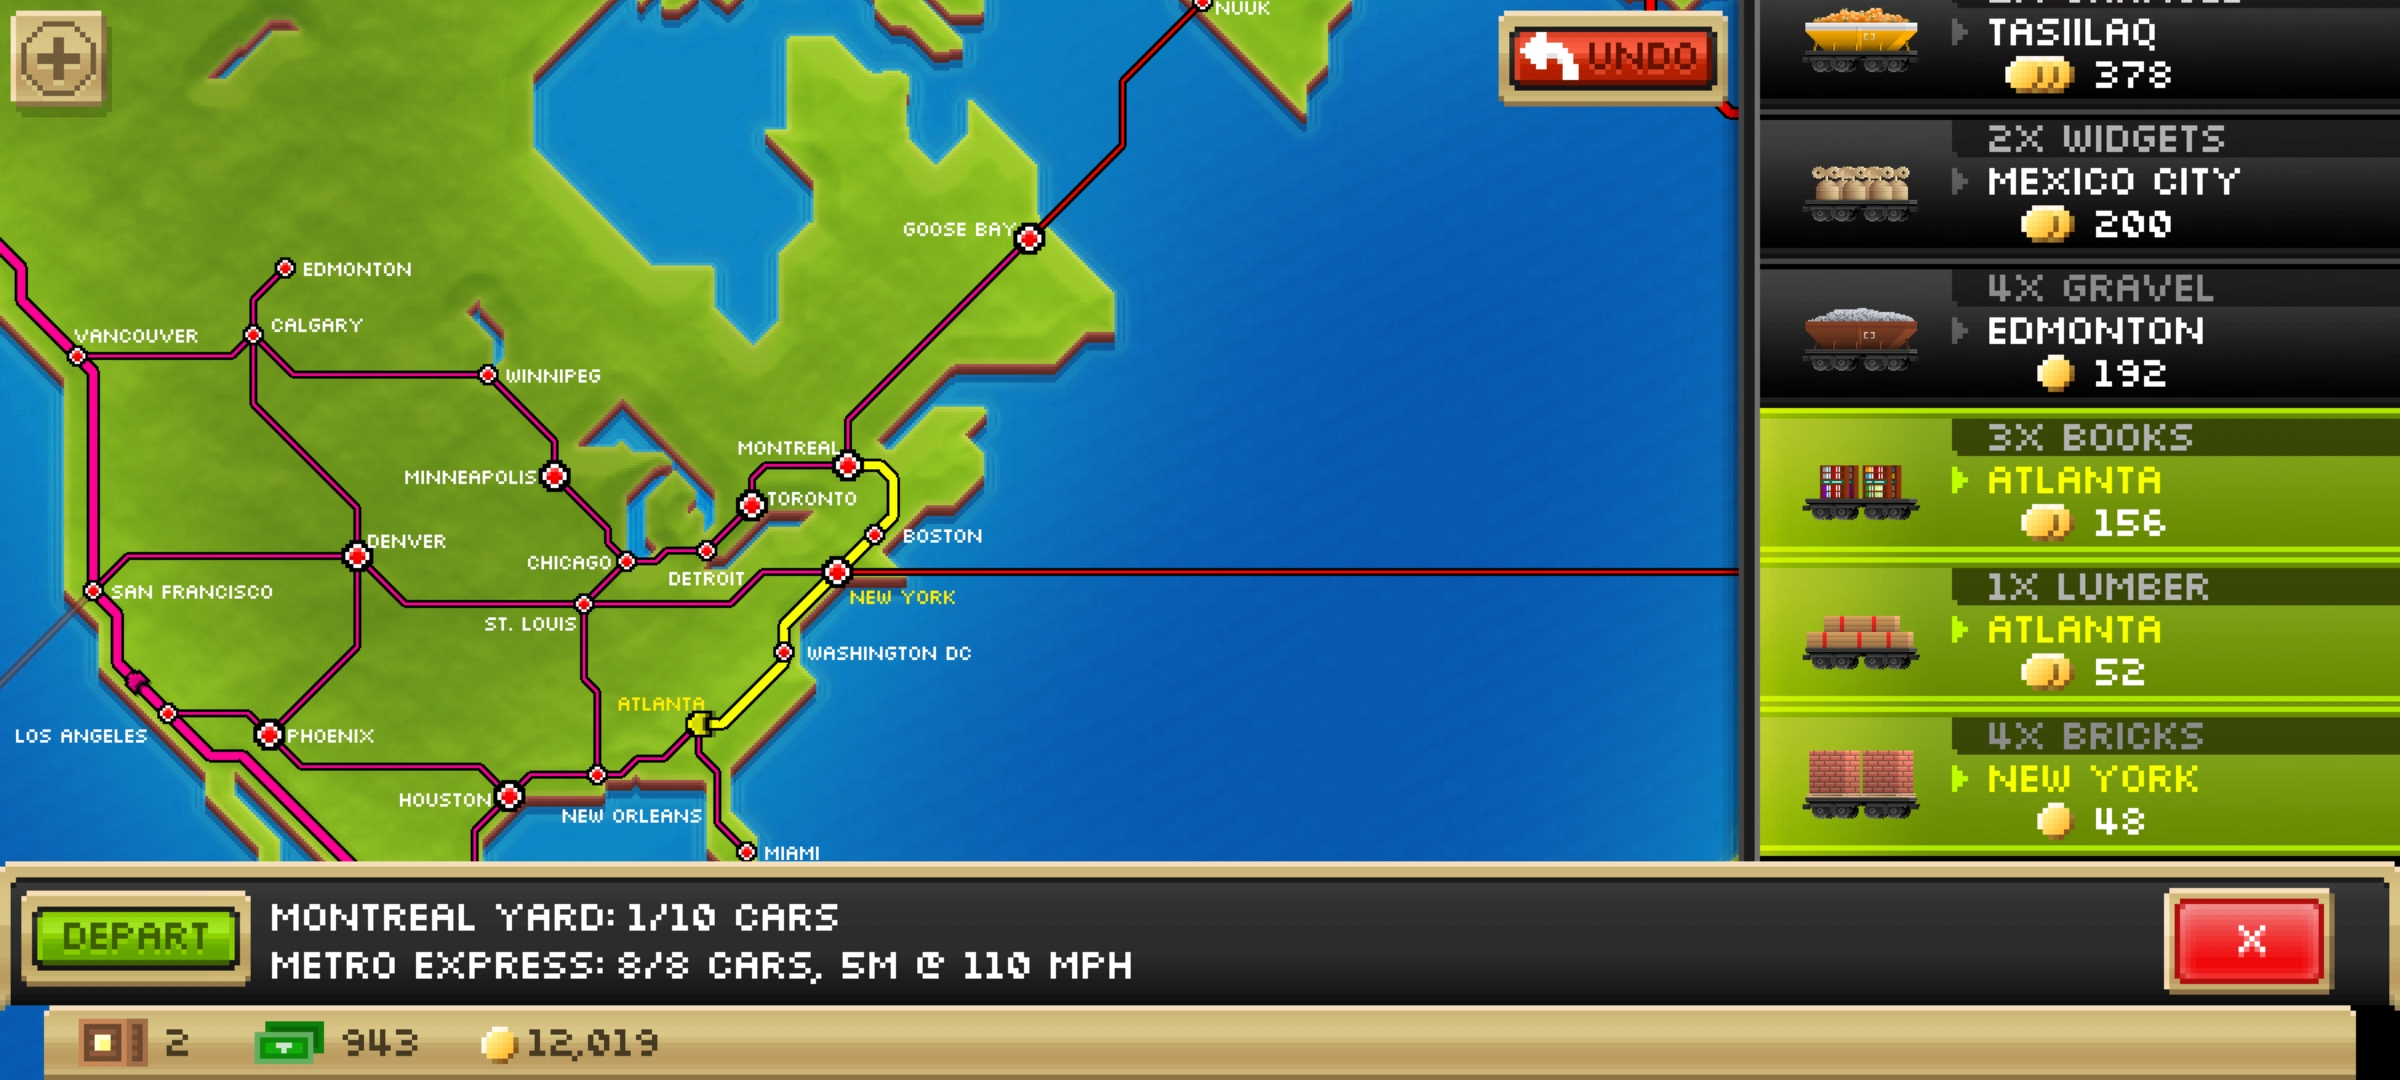 NUUK
UNDO
GOOSE BAY
EDMONTON
CALGARY
VANCOUVER
WINNIPEG
MONTREAL
MINNEAPOLIS
TORONTO
BOSTON
DENVER
CHICAGO
DETROIT
SAN FRANCISCO
NEW YORK
ST. LOUIS
WASHINGTON DC
ATLANTA
LOS ANGELES
PHOENIX
HOUSTON
NEW ORLEANS
MIAMI
TASIILAQ
378
2X WIDGETS
MEXICO CITY
200
4X GRAVEL
EDMONTON
192
3X BOOKS
ATLANTA
156
1X LUMBER
ATLANTA
52
4X BRICKS
NEW YORK
48
DEPART
MONTREAL YARD: 1/10 CARS
METRO EXPRESS: 8/8 CARS, 5M @ 110 MPH
X
2
943
12,019